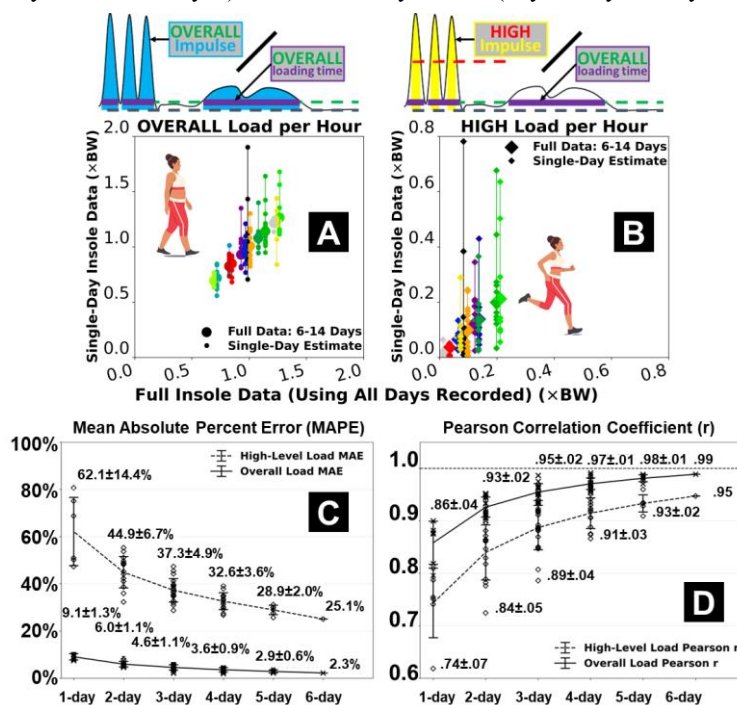 OVERALL
Impulse
OVERALL
loading time
HIGH
Impulse
OVERALL
loading time
OVERALL Load per Hour
HIGH Load per Hour
Single-Day Insole Data (×BW)
2.0
1.5
1.0
0.5
0.0
A
Full Data: 6-14 Days
Single-Day Estimate
0.0
0.5
1.0
1.5
2.0
Single-Day Insole Data (×BW)
0.8
0.6
0.4
0.2
0.0
Full Data: 6-14 Days
Single-Day Estimate
B
0.0
0.2
0.4
0.6
0.8
Full Insole Data (Using All Days Recorded) (×BW)
Mean Absolute Percent Error (MAPE)
100%
80%
60%
40%
20%
0%
High-Level Load MAE
Overall Load MAE
62.1±14.4%
44.9±6.7%
37.3±4.9%
32.6±3.6%
28.9±2.0%
25.1%
9.1±1.3%
6.0±1.1%
4.6±1.1%
3.6±0.9%
2.9±0.6%
2.3%
C
1-day
2-day
3-day
4-day
5-day
6-day
Pearson Correlation Coefficient (r)
1.0
0.9
0.8
0.7
0.6
.86±04
.93±.02
.95±02
.97±.01
.98±.01
.99
.74±.07
.84±.05
.89±.04
.91±.03
.93±.02
.95
D
High-Level Load Pearson r
Overall Load Pearson r
1-day
2-day
3-day
4-day
5-day
6-day